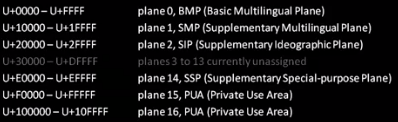 U+0000 – U+FFFF plane 0, BMP (Basic Multilingual Plane)
U+10000 – U+1FFFF plane 1, SMP (Supplementary Multilingual Plane)
U+20000 – U+2FFFF plane 2, SIP (Supplementary Ideographic Plane)
U+30000 – U+DFFFF planes 3 to 13 currently unassigned
U+E0000 – U+EFFFF plane 14, SSP (Supplementary Special-purpose Plane)
U+F0000 – U+FFFFF plane 15, PUA (Private Use Area)
U+100000 – U+10FFFF plane 16, PUA (Private Use Area)